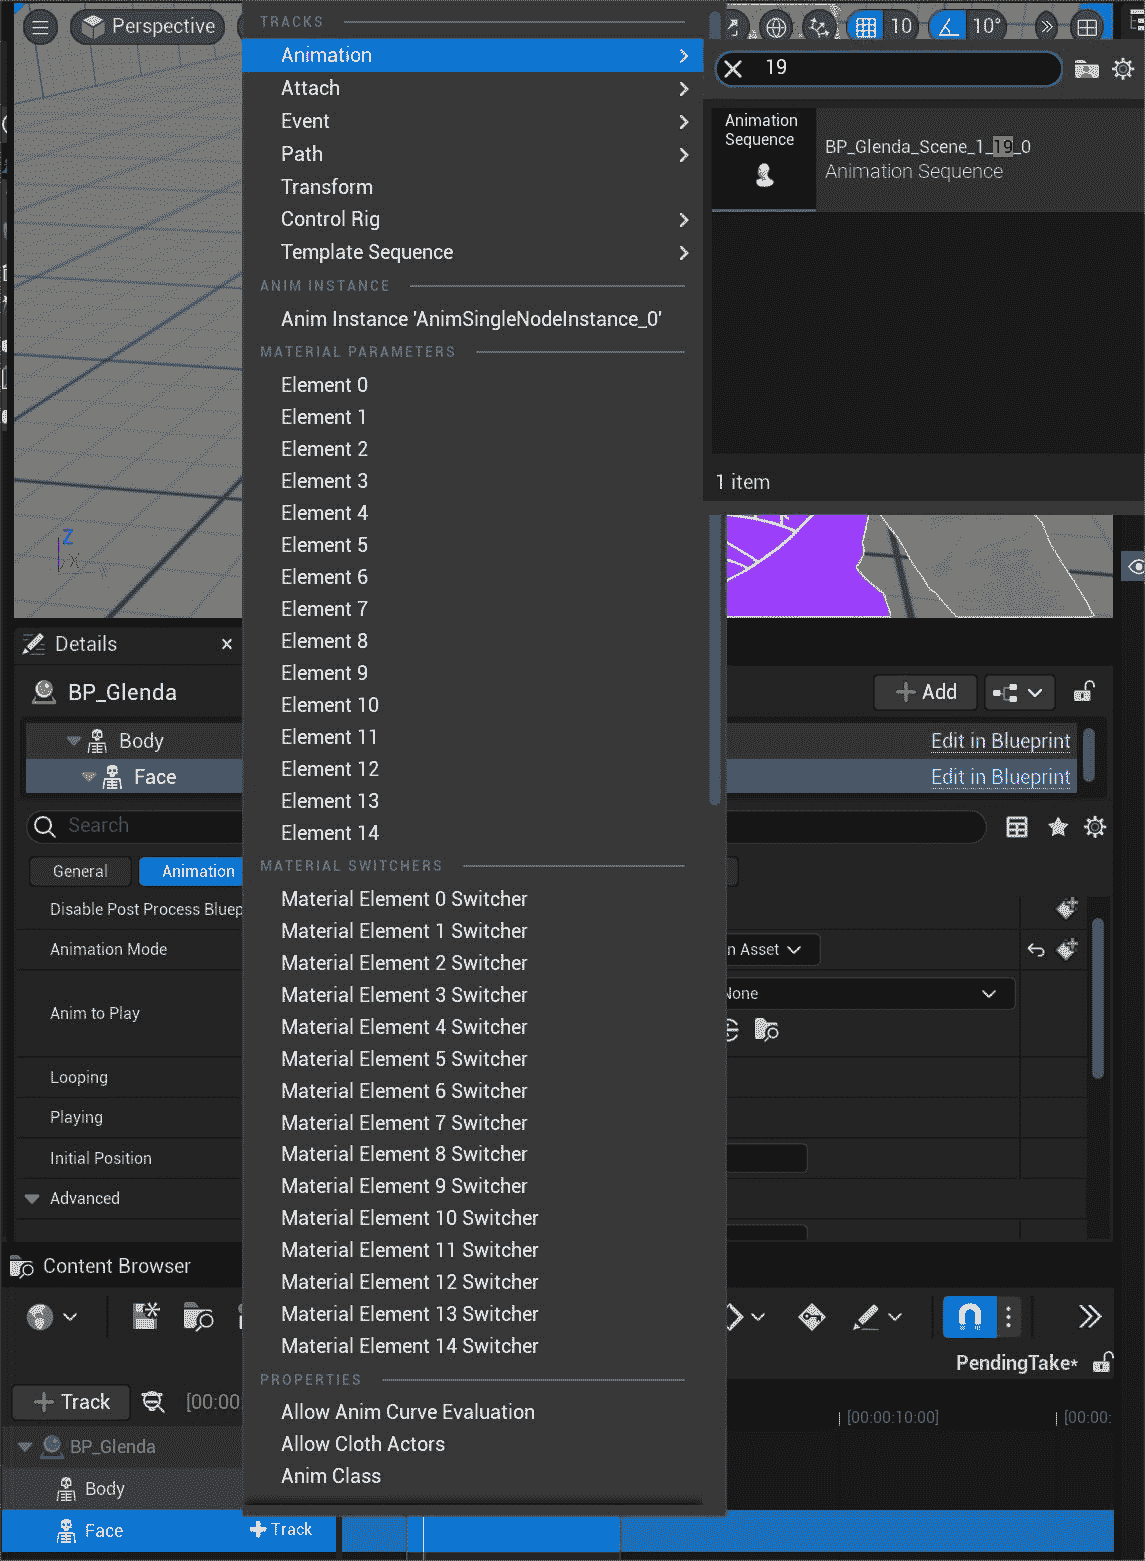 Perspective
TRACKS
10
10°
Animation
19
Attach
Event
Path
Transform
Control Rig
Template Sequence
Animation
Sequence
BP_Glenda_Scene_1_19_0
Animation Sequence
ANIM INSTANCE
Anim Instance 'AnimSingleNodeInstance_0'
MATERIAL PARAMETERS
Element 0
Element 1
Element 2
Element 3
Element 4
Element 5
Element 6
Element 7
Element 8
Element 9
Element 10
Element 11
Element 12
Element 13
Element 14
1 item
Z
X
Details
BP_Glenda
Add
Body
Edit in Blueprint
Face
Edit in Blueprint
Search
MATERIAL SWITCHERS
General
Animation
Material Element 0 Switcher
Material Element 1 Switcher
Material Element 2 Switcher
Material Element 3 Switcher
Material Element 4 Switcher
Material Element 5 Switcher
Material Element 6 Switcher
Material Element 7 Switcher
Material Element 8 Switcher
Material Element 9 Switcher
Material Element 10 Switcher
Material Element 11 Switcher
Material Element 12 Switcher
Material Element 13 Switcher
Material Element 14 Switcher
Disable Post Process Bluep
Animation Mode
n Asset
Anim to Play
None
Looping
Playing
Initial Position
Advanced
Content Browser
PendingTake*
PROPERTIES
Allow Anim Curve Evaluation
Allow Cloth Actors
Anim Class
Track
[00:00
[00:00:10:00]
[00:00:
BP_Glenda
Body
Face
Track